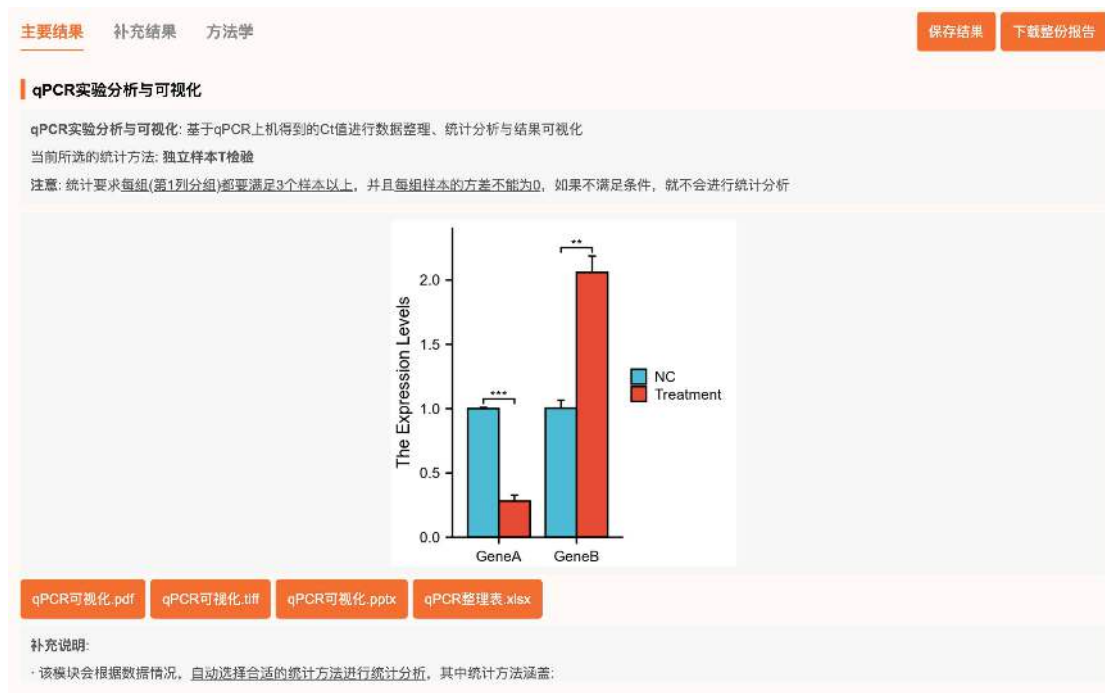 主要结果 补充结果 方法学 保存结果 下载整份报告
qPCR实验分析与可视化
qPCR实验分析与可视化: 基于qPCR上机得到的Ct值进行数据整理、统计分析与结果可视化
当前所选的统计方法: 独立样本T检验
注意: 统计要求每组(第1列分组)都要满足3个样本以上，并且每组样本的方差不能为0，如果不满足条件，就不会进行统计分析
The Expression Levels
2.0
1.5
1.0
0.5
0.0
***
**
GeneA GeneB
NC
Treatment
qPCR可视化.pdf qPCR可视化.tiff qPCR可视化.pptx qPCR整理表.xlsx
补充说明:
· 该模块会根据数据情况，自动选择合适的统计方法进行统计分析，其中统计方法涵盖: